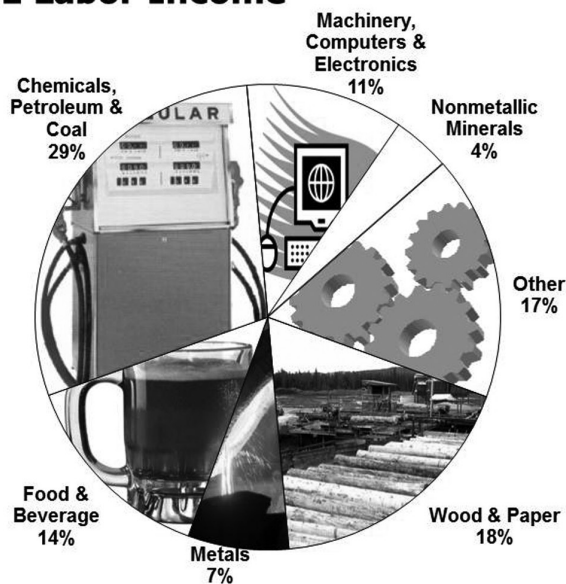 Labor Income
Machinery,
Computers &
Electronics
11%
Nonmetallic
Minerals
4%
Other
17%
Wood & Paper
18%
Metals
7%
Food &
Beverage
14%
Chemicals,
Petroleum &
Coal
29%
ULAR